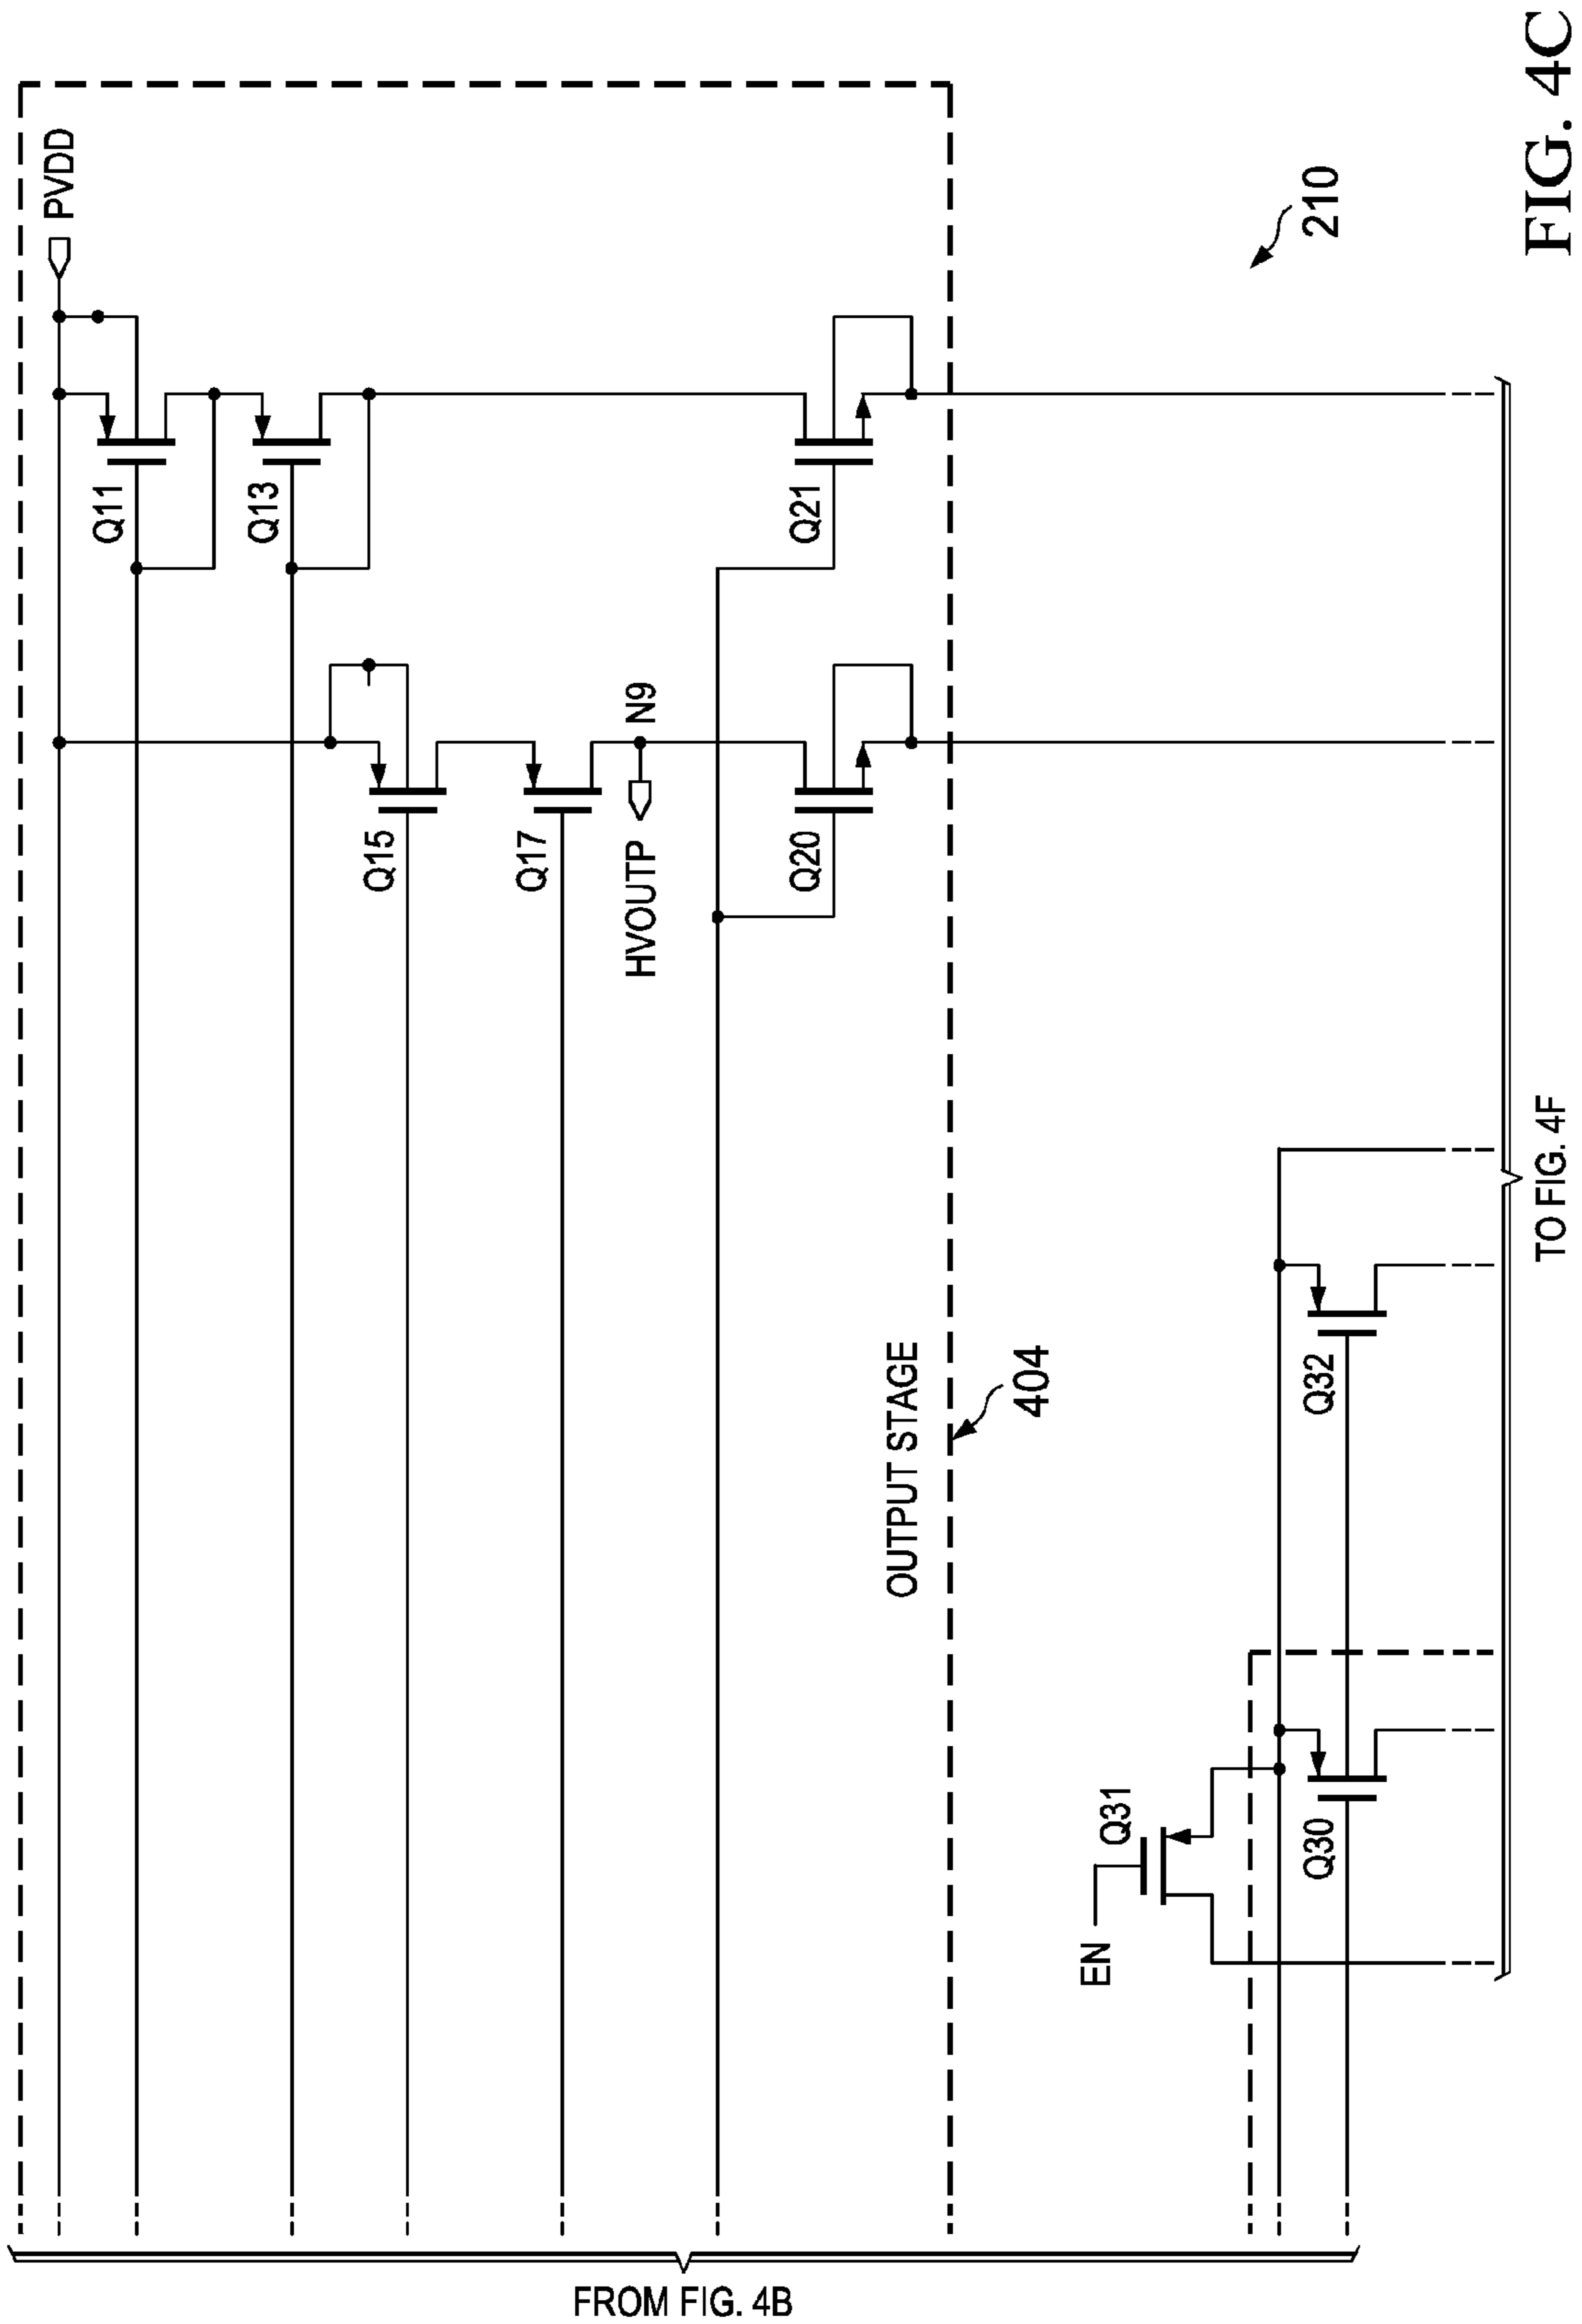 PVDD
Q11
Q13
Q15
Q17
N9
HVOUTP
Q21
Q20
OUTPUT STAGE
404
210
EN
Q31
Q32
Q30
FROM FIG. 4B
TO FIG. 4F
FIG. 4C